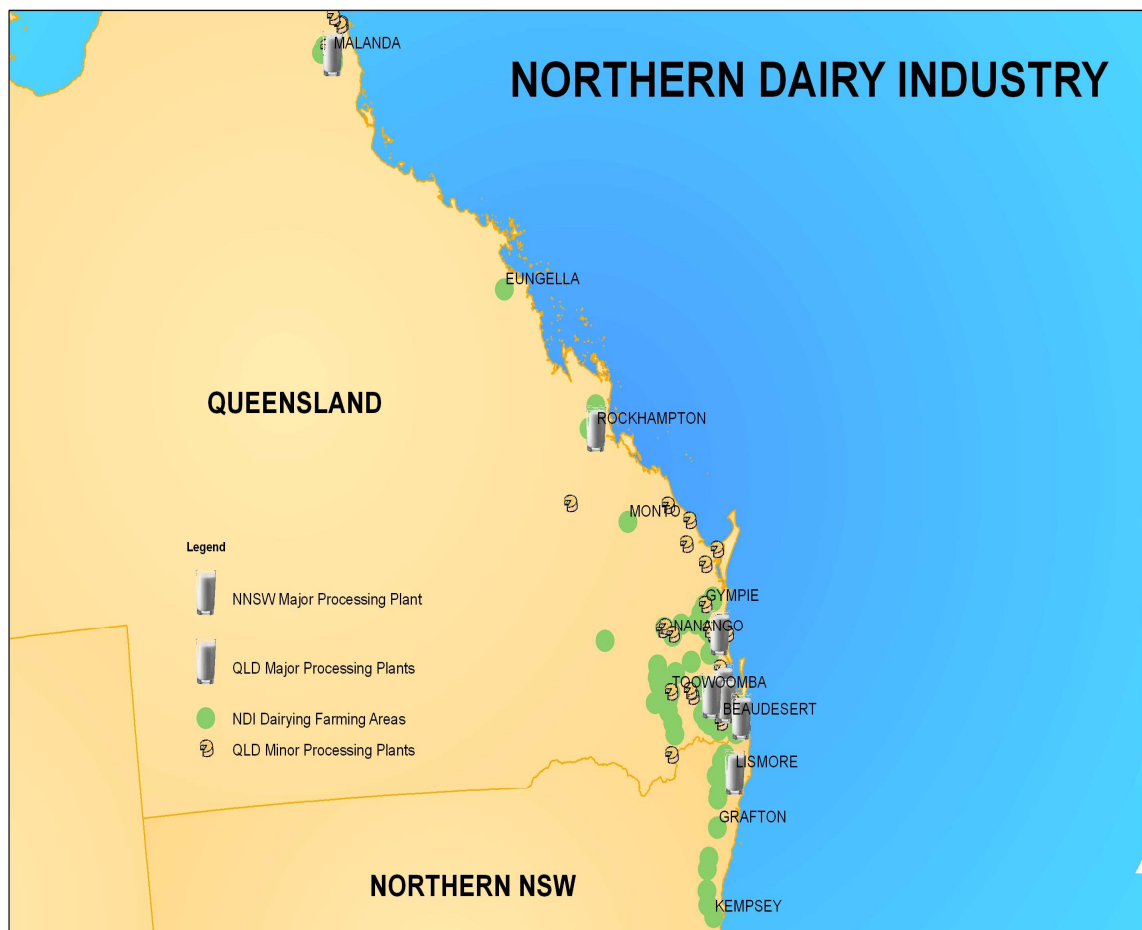 MALANDA
NORTHERN DAIRY INDUSTRY
EUNGELLA
QUEENSLAND
ROCKHAMPTON
MONTO
Legend
NNSW Major Processing Plant
QLD Major Processing Plants
NDI Dairying Farming Areas
QLD Minor Processing Plants
GYMPIE
NANANGO
TOOWOOMBA
BEAUDESERT
LISMORE
GRAFTON
NORTHERN NSW
KEMPSEY